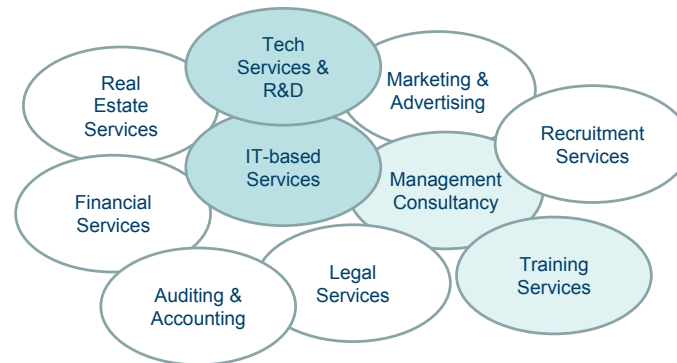 Tech
Services &
R&D
Real
Estate
Services
Marketing &
Advertising
Recruitment
Services
IT-based
Services
Management
Consultancy
Financial
Services
Training
Services
Legal
Services
Auditing &
Accounting